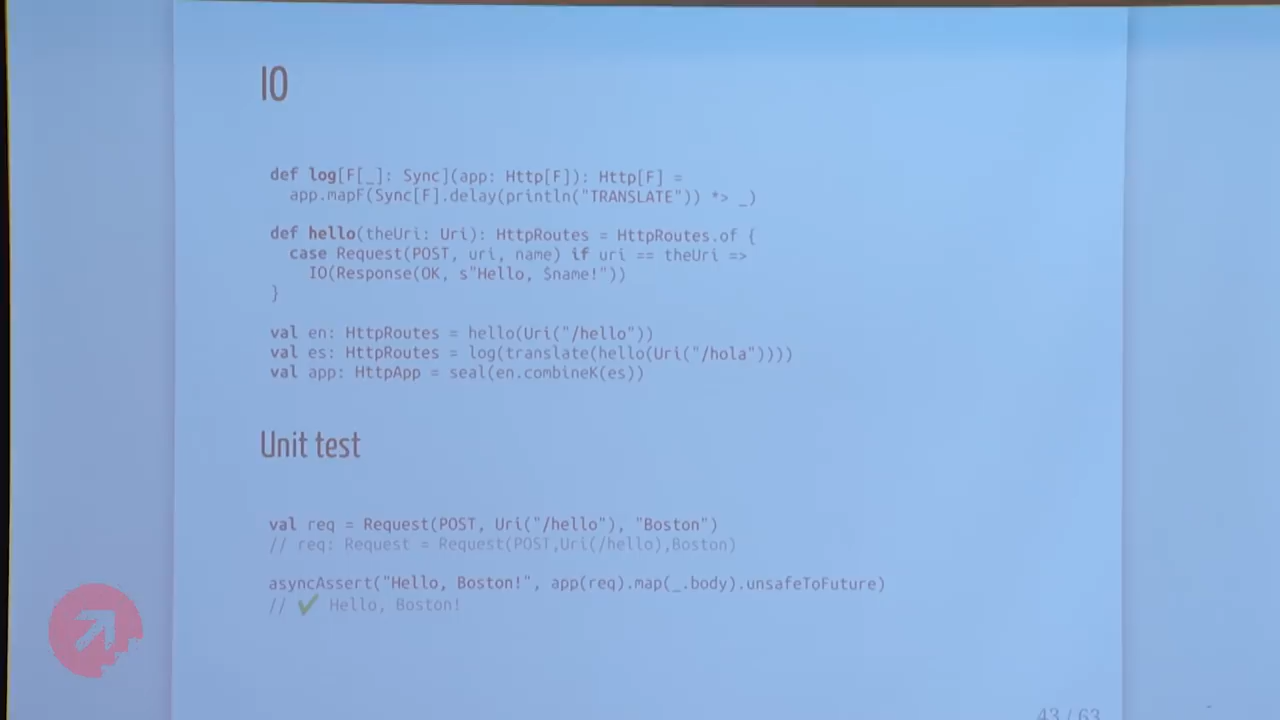 IO
def log[F[_]: Sync](app: Http[F]): Http[F] =
  app.mapF(Sync[F].delay(println("TRANSLATE")) *> _)
def hello(theUri: Uri): HttpRoutes = HttpRoutes.of {
  case Request(POST, uri, name) if uri == theUri =>
    IO(Response(OK, s"Hello, $name!"))
}
val en: HttpRoutes = hello(Uri("/hello"))
val es: HttpRoutes = log(translate(hello(Uri("/hola"))))
val app: HttpApp = seal(en.combineK(es))
Unit test
val req = Request(POST, Uri("/hello"), "Boston")
// req: Request = Request(POST,Uri(/hello),Boston)
asyncAssert("Hello, Boston!", app(req).map(_.body).unsafeToFuture)
// ✔ Hello, Boston!
43 / 63